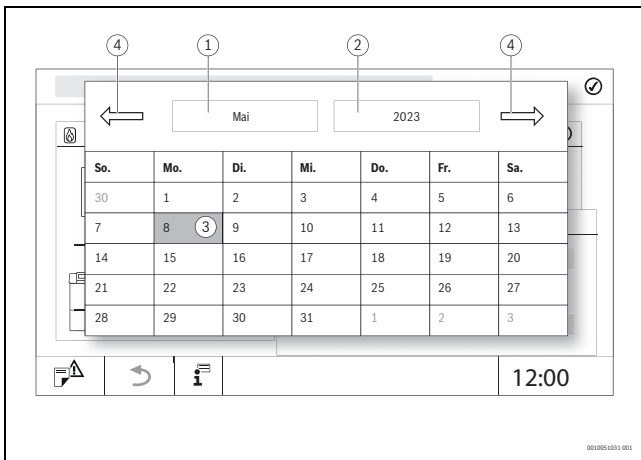 4 1 2 4
Mai 2023
So. Mo. Di. Mi. Do. Fr. Sa.
30 1 2 3 4 5 6
7 8 3 9 10 11 12 13
14 15 16 17 18 19 20
21 22 23 24 25 26 27
28 29 30 31 1 2 3
i 12:00
0010051031-001